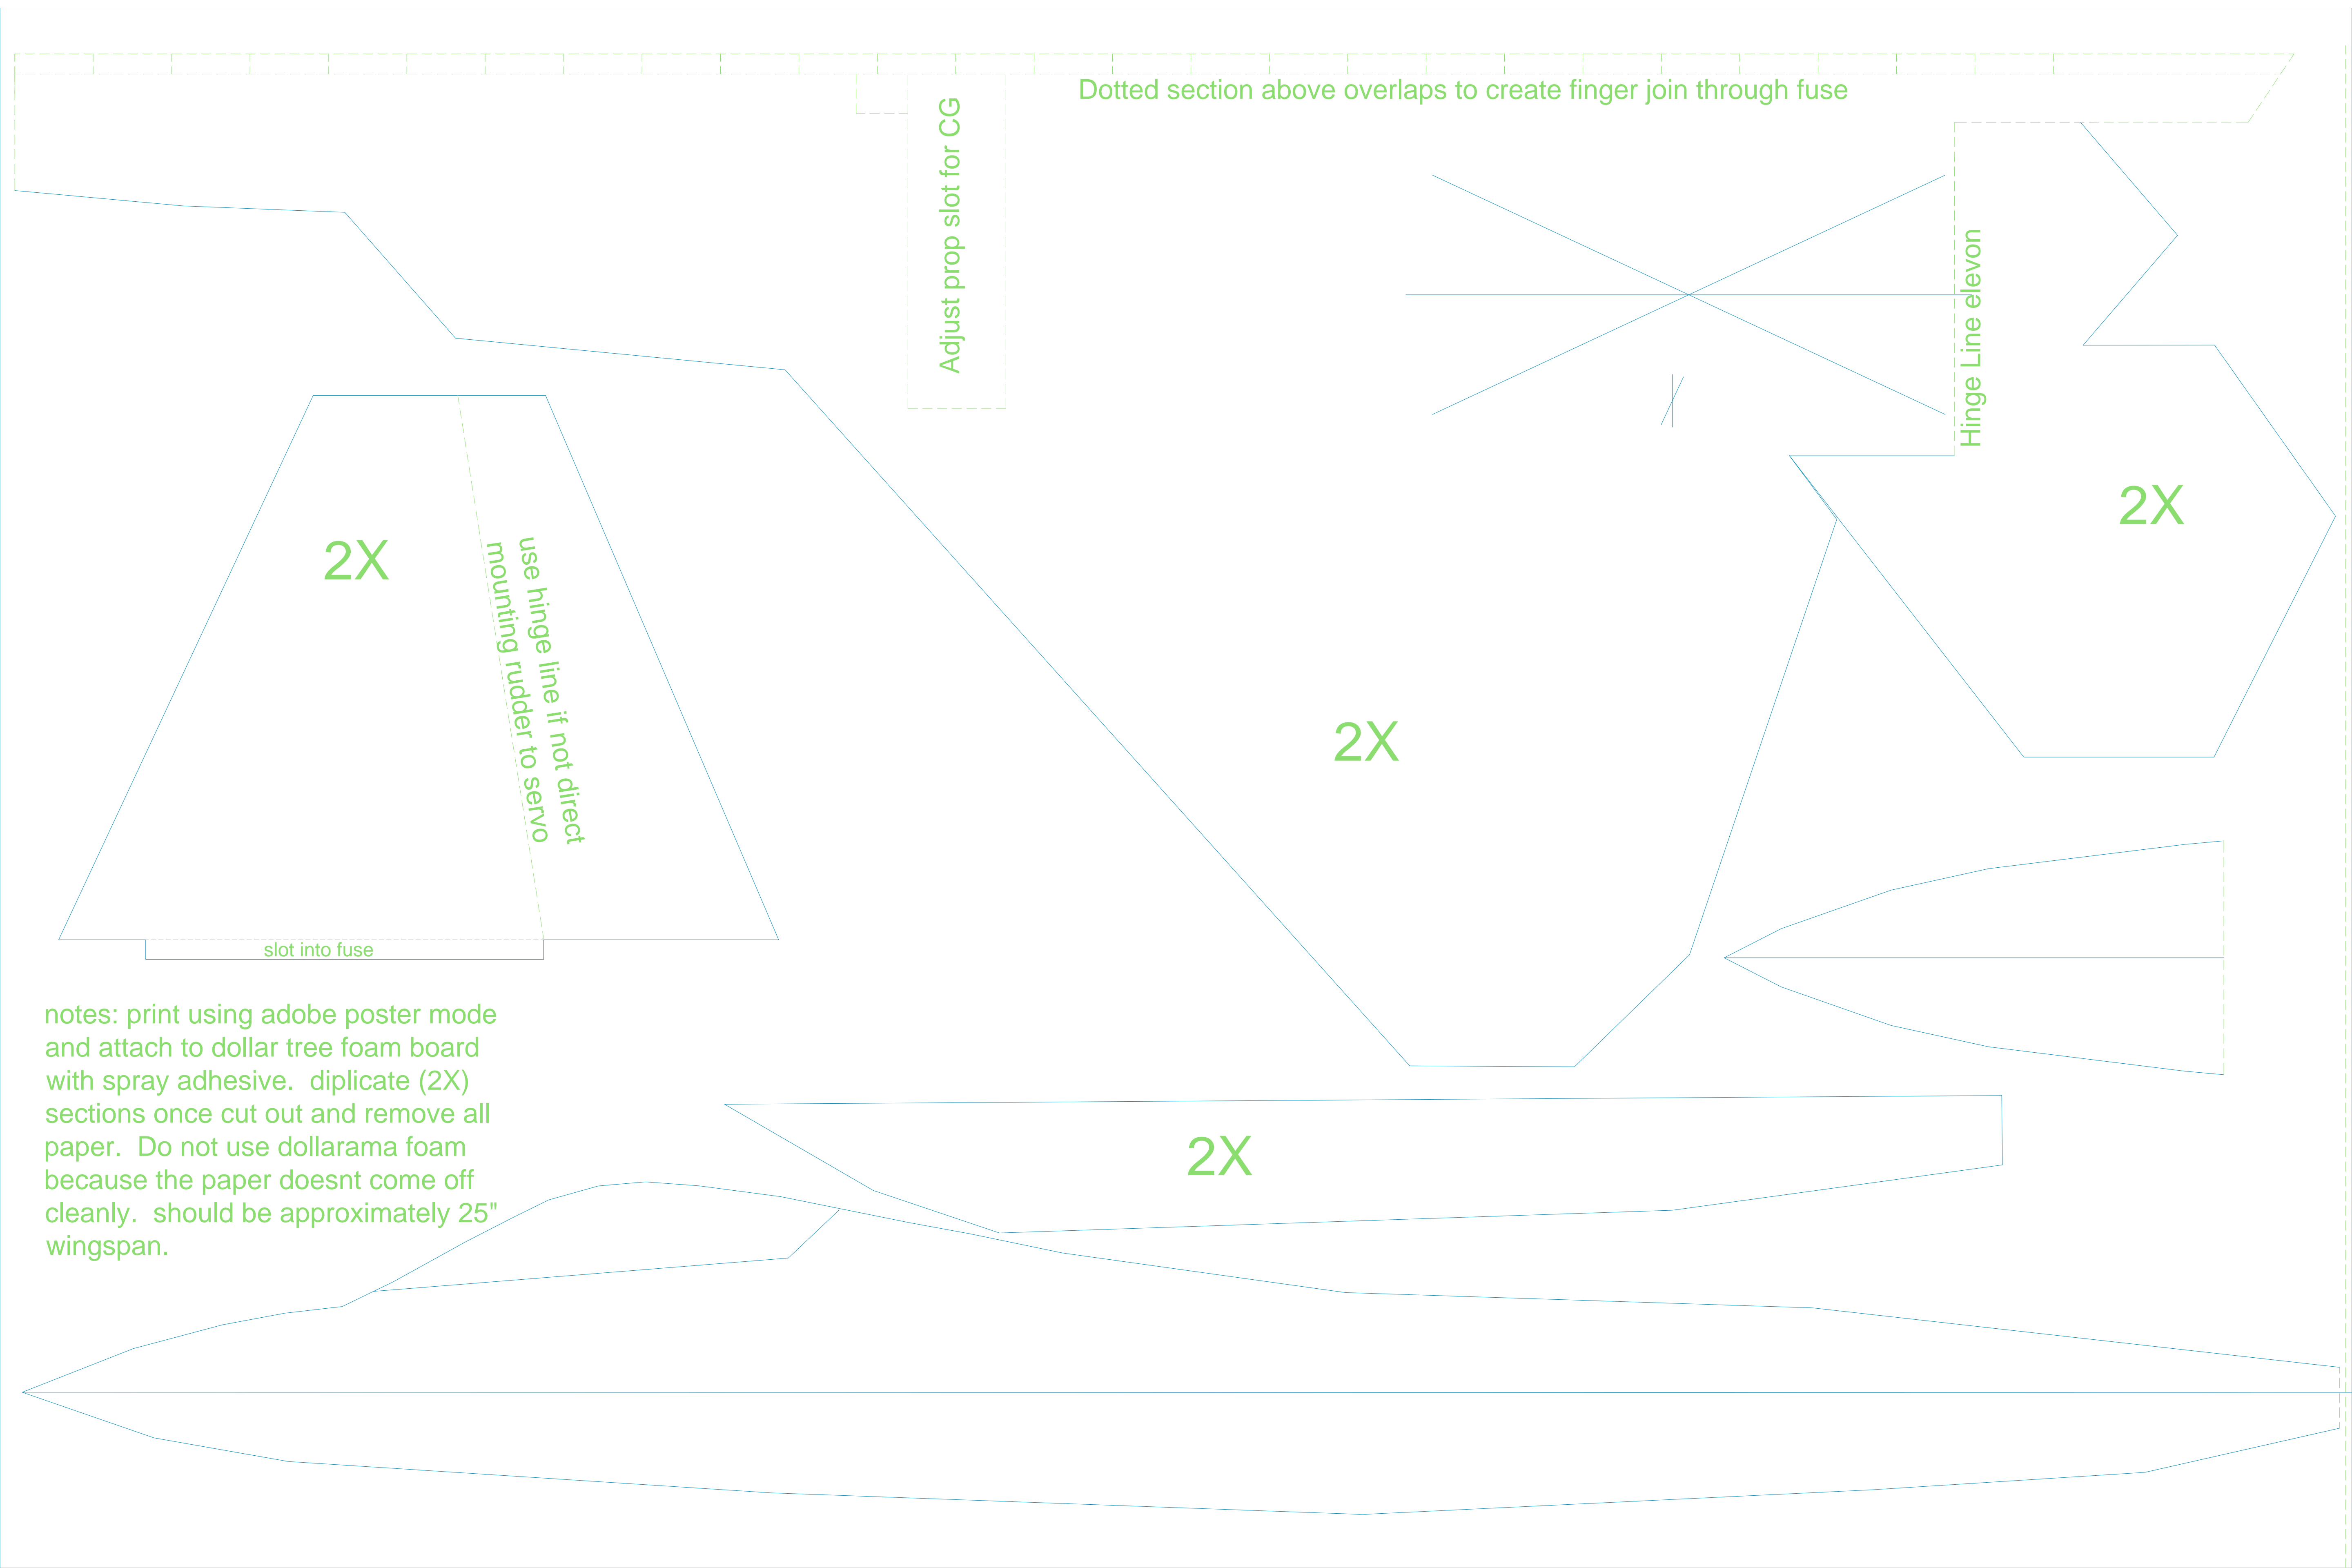 Dotted section above overlaps to create finger join through fuse
Adjust prop slot for CG
Hinge Line elevon
2X
2X
use hinge line if not direct
mounting rudder to servo
2X
slot into fuse
notes: print using adobe poster mode
and attach to dollar tree foam board
with spray adhesive.  diplicate (2X)
sections once cut out and remove all
paper.  Do not use dollarama foam
because the paper doesnt come off
cleanly.  should be approximately 25"
wingspan.
2X